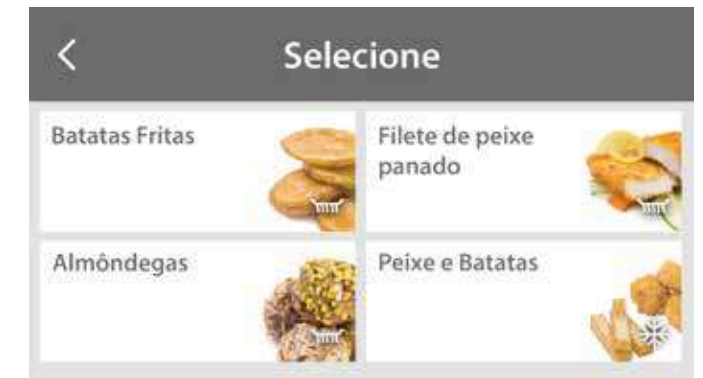 Selecione
Batatas Fritas
Filete de peixe
panado
Almôndegas
Peixe e Batatas